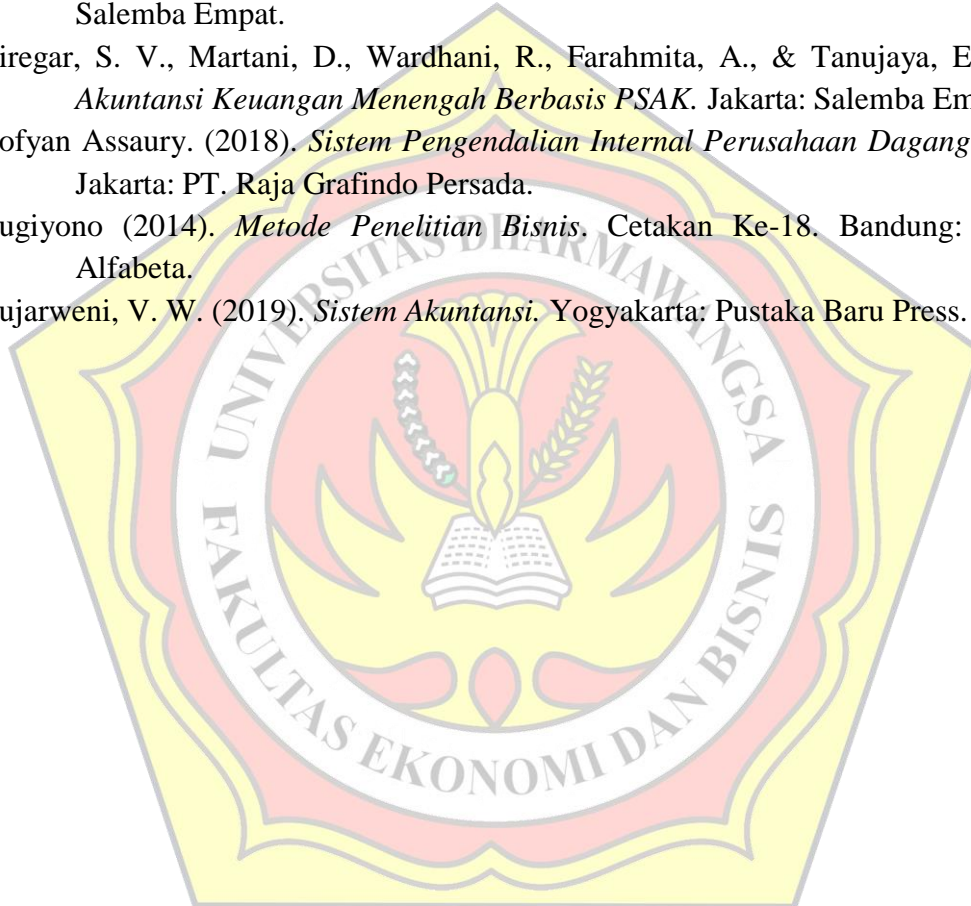 Salemba Empat.
iregar, S. V., Martani, D., Wardhani, R., Farahmita, A., & Tanujaya, E
Akuntansi Keuangan Menengah Berbasis PSAK. Jakarta: Salemba Em
ofyan Assaury. (2018). Sistem Pengendalian Internal Perusahaan Dagang
Jakarta: PT. Raja Grafindo Persada.
ugiyono (2014). Metode Penelitian Bisnis. Cetakan Ke-18. Bandung:
Alfabeta.
ujarweni, V. W. (2019). Sistem Akuntansi. Yogyakarta: Pustaka Baru Press.
UNIVERSITAS DHARMAWANGSA
FAKULTAS EKONOMI DAN BISNIS